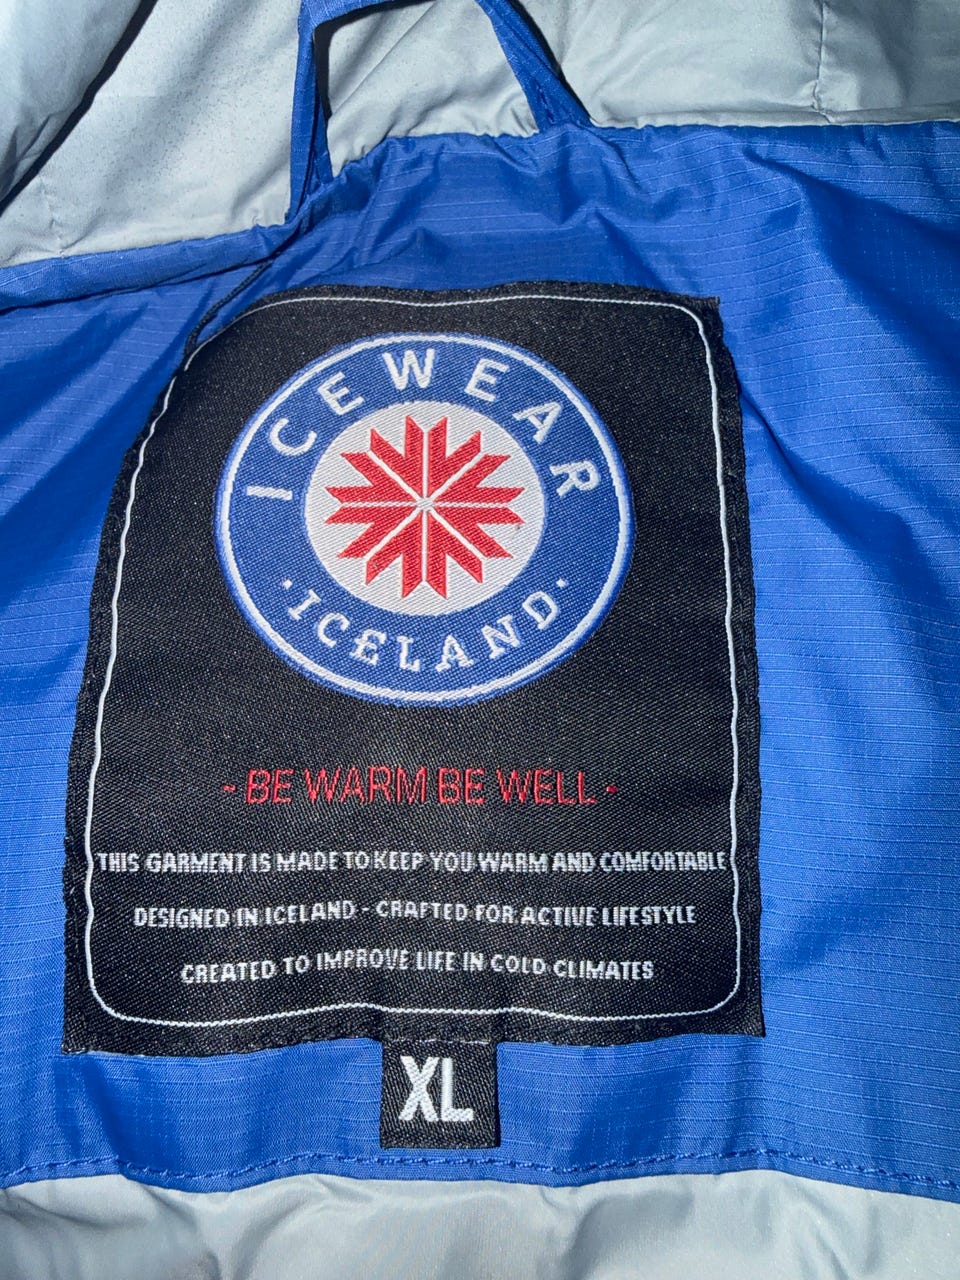 ICEWEAR
· ICELAND ·
- BE WARM BE WELL -
THIS GARMENT IS MADE TO KEEP YOU WARM AND COMFORTABLE
DESIGNED IN ICELAND - CRAFTED FOR ACTIVE LIFESTYLE
CREATED TO IMPROVE LIFE IN COLD CLIMATES
XL